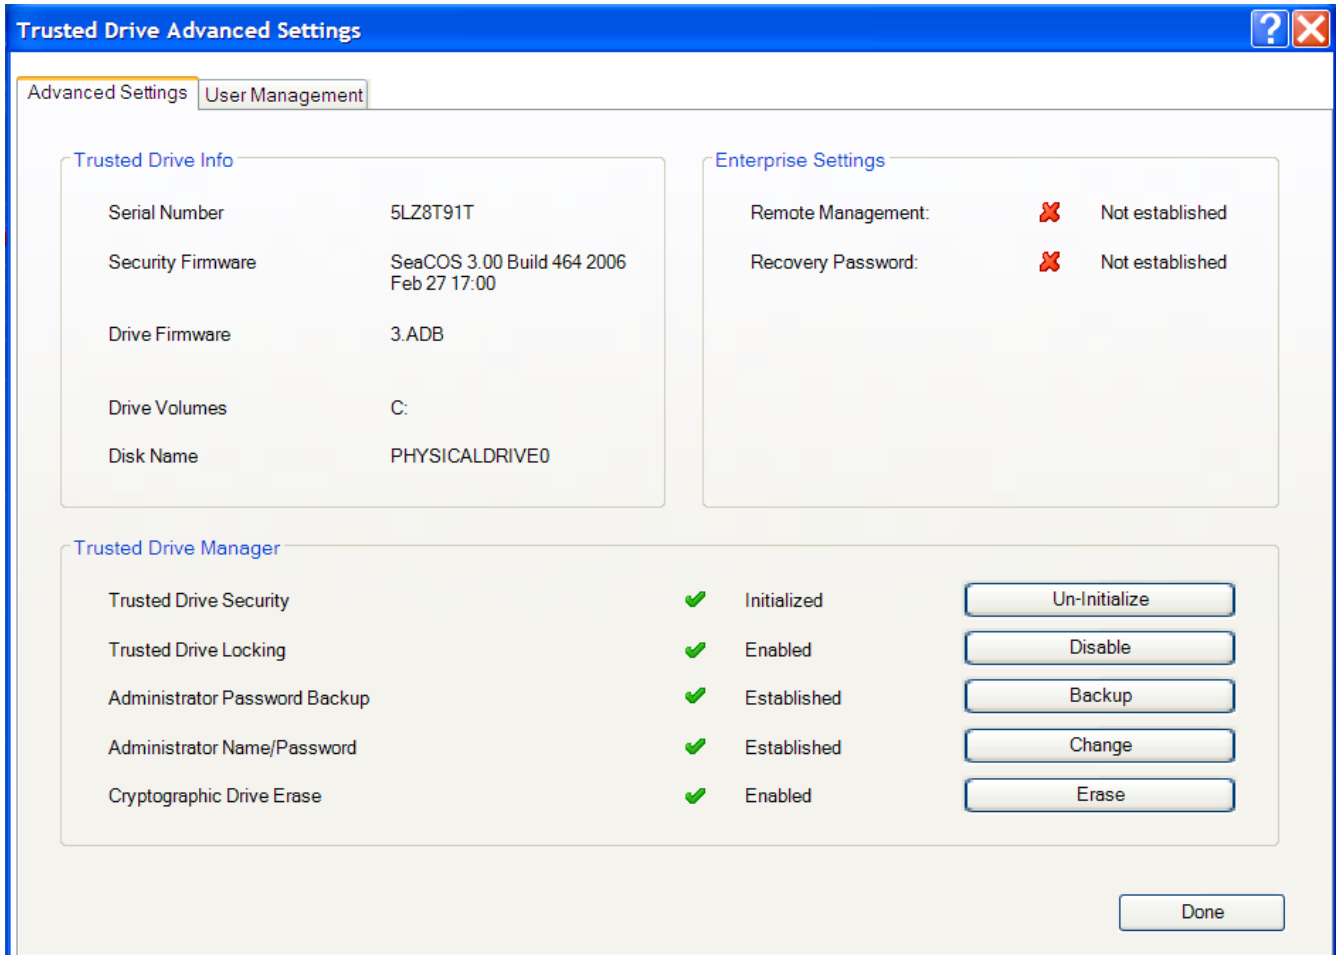 Trusted Drive Advanced Settings
?
Advanced Settings
User Management
Trusted Drive Info
Serial Number 5LZ8T91T
Security Firmware SeaCOS 3.00 Build 464 2006
Feb 27 17:00
Drive Firmware 3.ADB
Drive Volumes C:
Disk Name PHYSICALDRIVE0
Enterprise Settings
Remote Management: Not established
Recovery Password: Not established
Trusted Drive Manager
Trusted Drive Security Initialized Un-Initialize
Trusted Drive Locking Enabled Disable
Administrator Password Backup Established Backup
Administrator Name/Password Established Change
Cryptographic Drive Erase Enabled Erase
Done